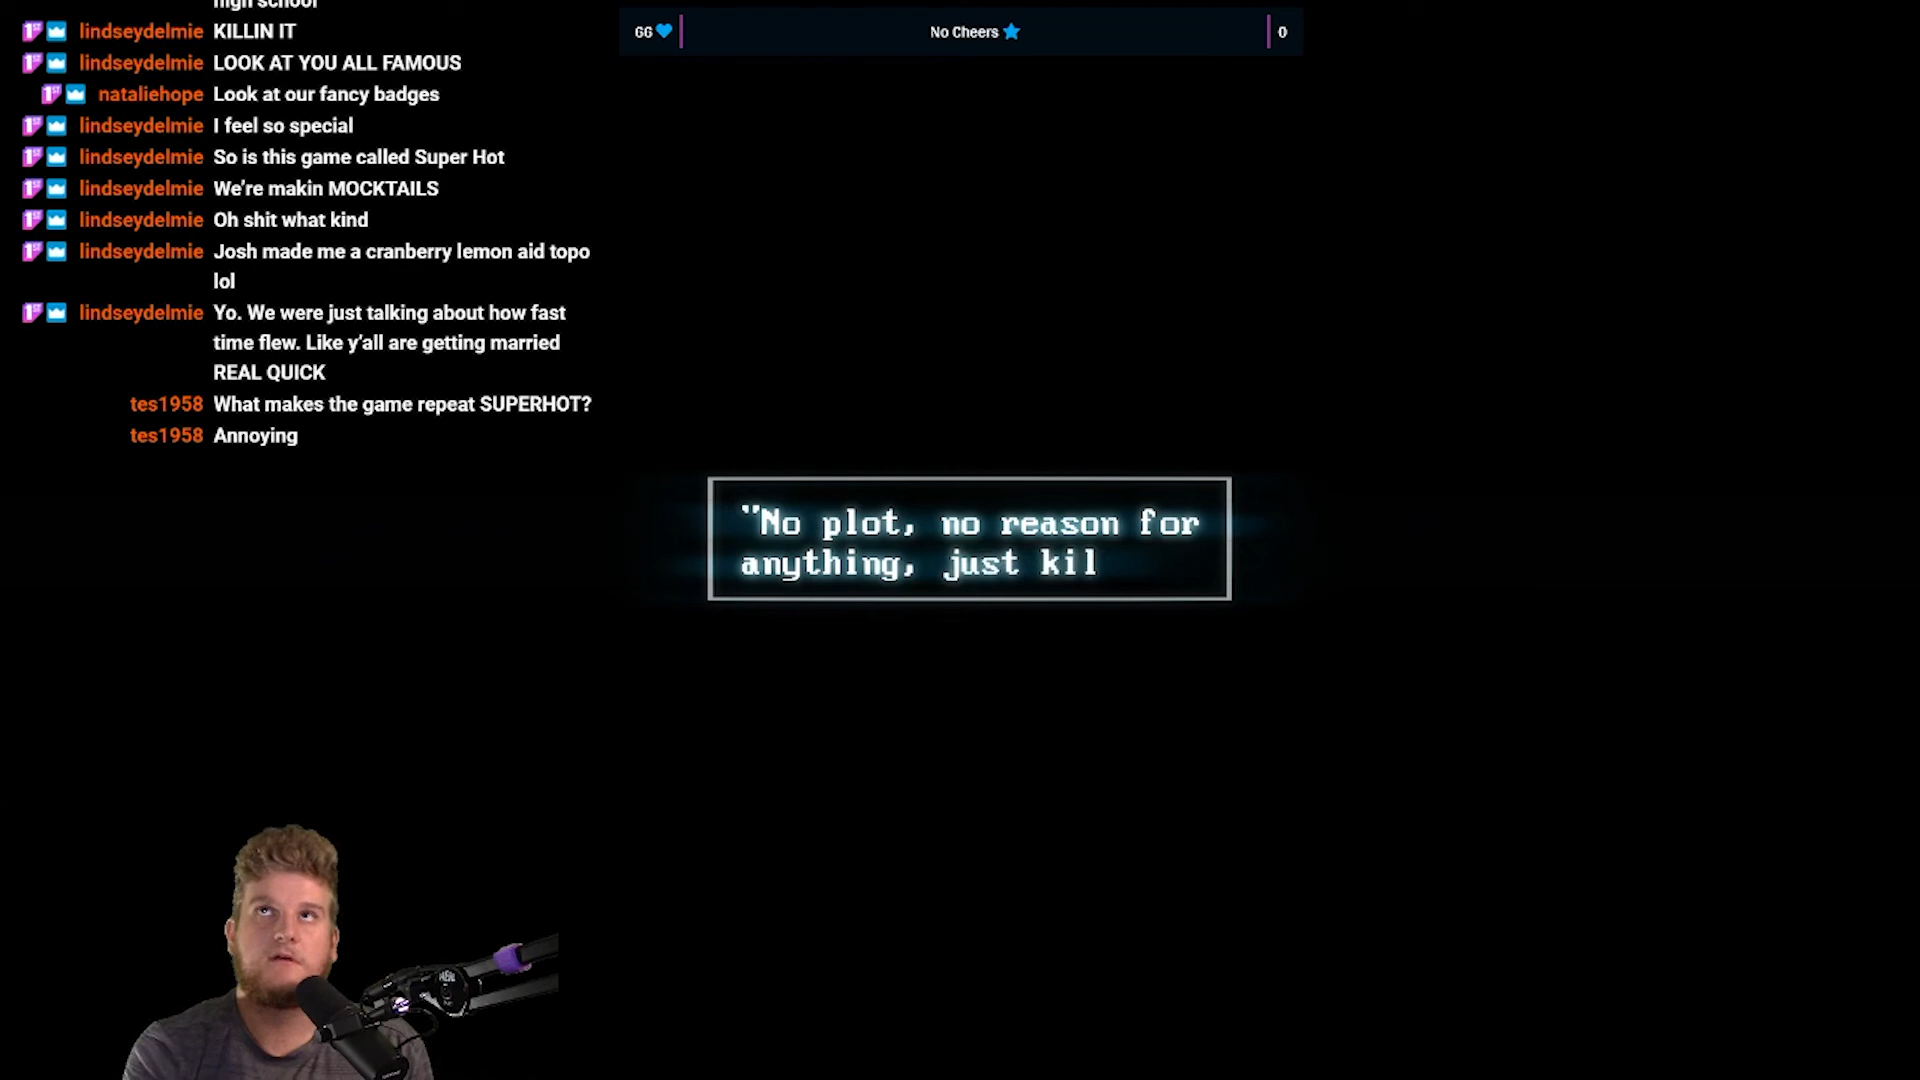 lindseydelmie KILLIN IT
lindseydelmie LOOK AT YOU ALL FAMOUS
nataliehope Look at our fancy badges
lindseydelmie I feel so special
lindseydelmie So is this game called Super Hot
lindseydelmie We're makin MOCKTAILS
lindseydelmie Oh shit what kind
lindseydelmie Josh made me a cranberry lemon aid topo
lol
lindseydelmie Yo. We were just talking about how fast
time flew. Like y'all are getting married
REAL QUICK
tes1958 What makes the game repeat SUPERHOT?
tes1958 Annoying
66
No Cheers
0
"No plot, no reason for
anything, just kil